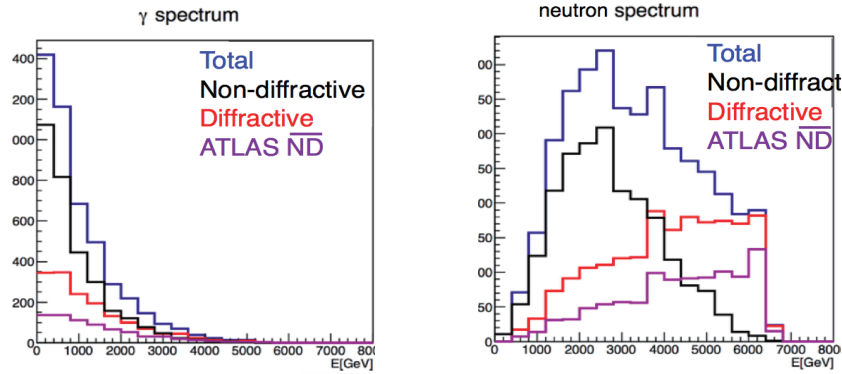 γ spectrum
400
200
000
800
600
400
200
0
0 1000 2000 3000 4000 5000 6000 7000 800
E[GeV]
Total
Non-diffractive
Diffractive
ATLAS N̅D̅
neutron spectrum
00
50
00
50
00
50
00
50
0
0 1000 2000 3000 4000 5000 6000 7000 800
E[GeV]
Total
Non-diffract
Diffractive
ATLAS N̅D̅